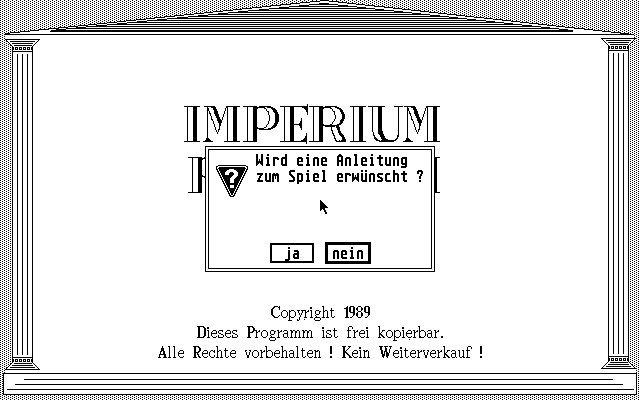 IMPERIUM
Wird eine Anleitung
zum Spiel erwünscht ?
ja nein
Copyright 1989
Dieses Programm ist frei kopierbar.
Alle Rechte vorbehalten ! Kein Weiterverkauf !